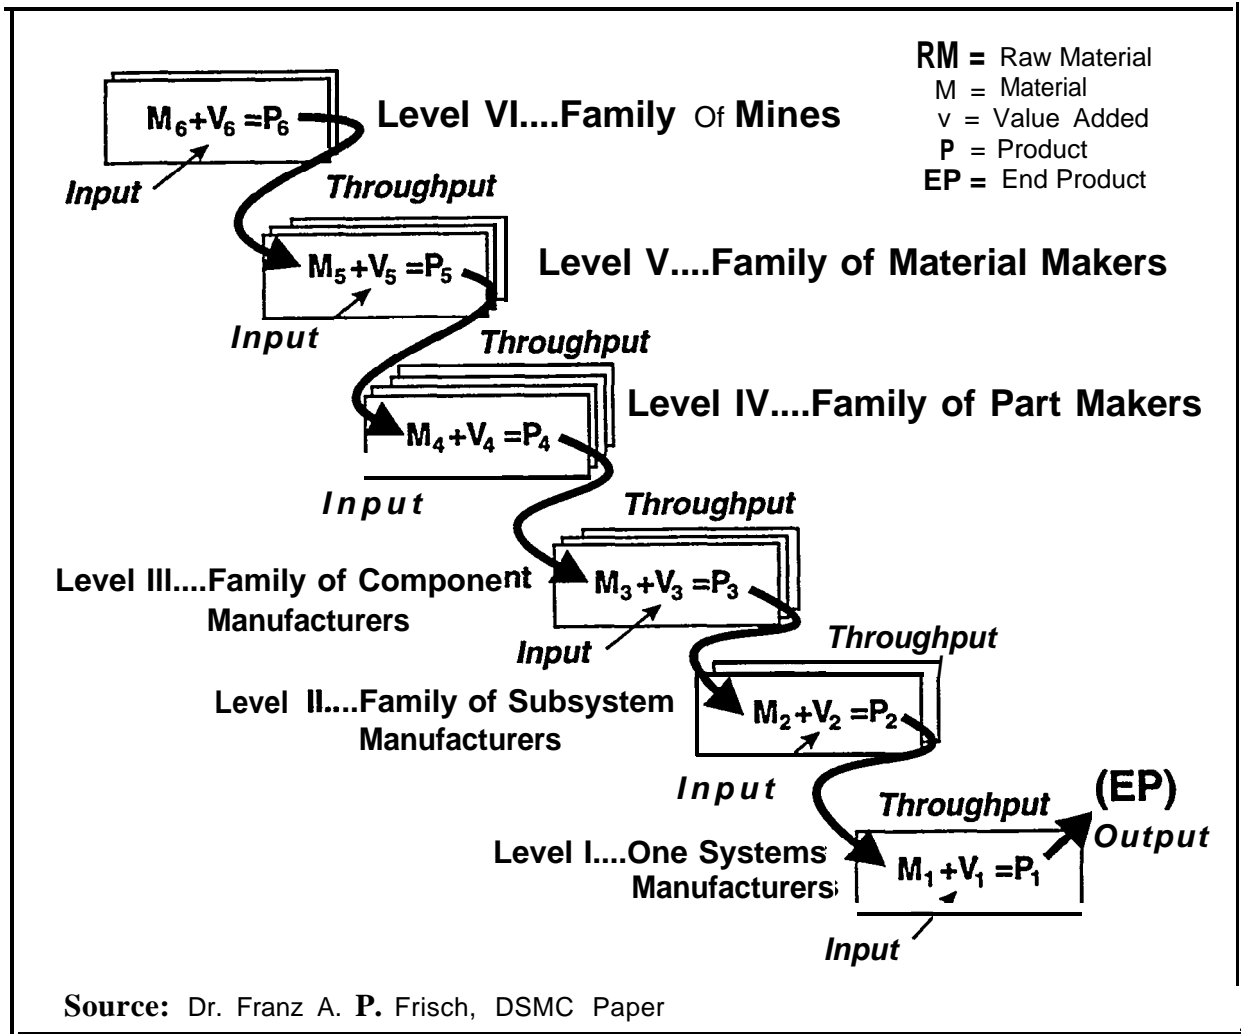 RM = Raw Material
M = Material
v = Value Added
P = Product
EP = End Product
M6+V6=P6
Level VI....Family Of Mines
Input
Throughput
M5+V5=P5
Level V....Family of Material Makers
Input
Throughput
M4+V4=P4
Level IV....Family of Part Makers
Input
Throughput
Level III....Family of Component
Manufacturers
M3+V3=P3
Input
Throughput
Level II....Family of Subsystem
Manufacturers
M2+V2=P2
Input
Throughput
(EP)
Output
Level I....One Systems
Manufacturers
M1+V1=P1
Input
Source: Dr. Franz A. P. Frisch, DSMC Paper